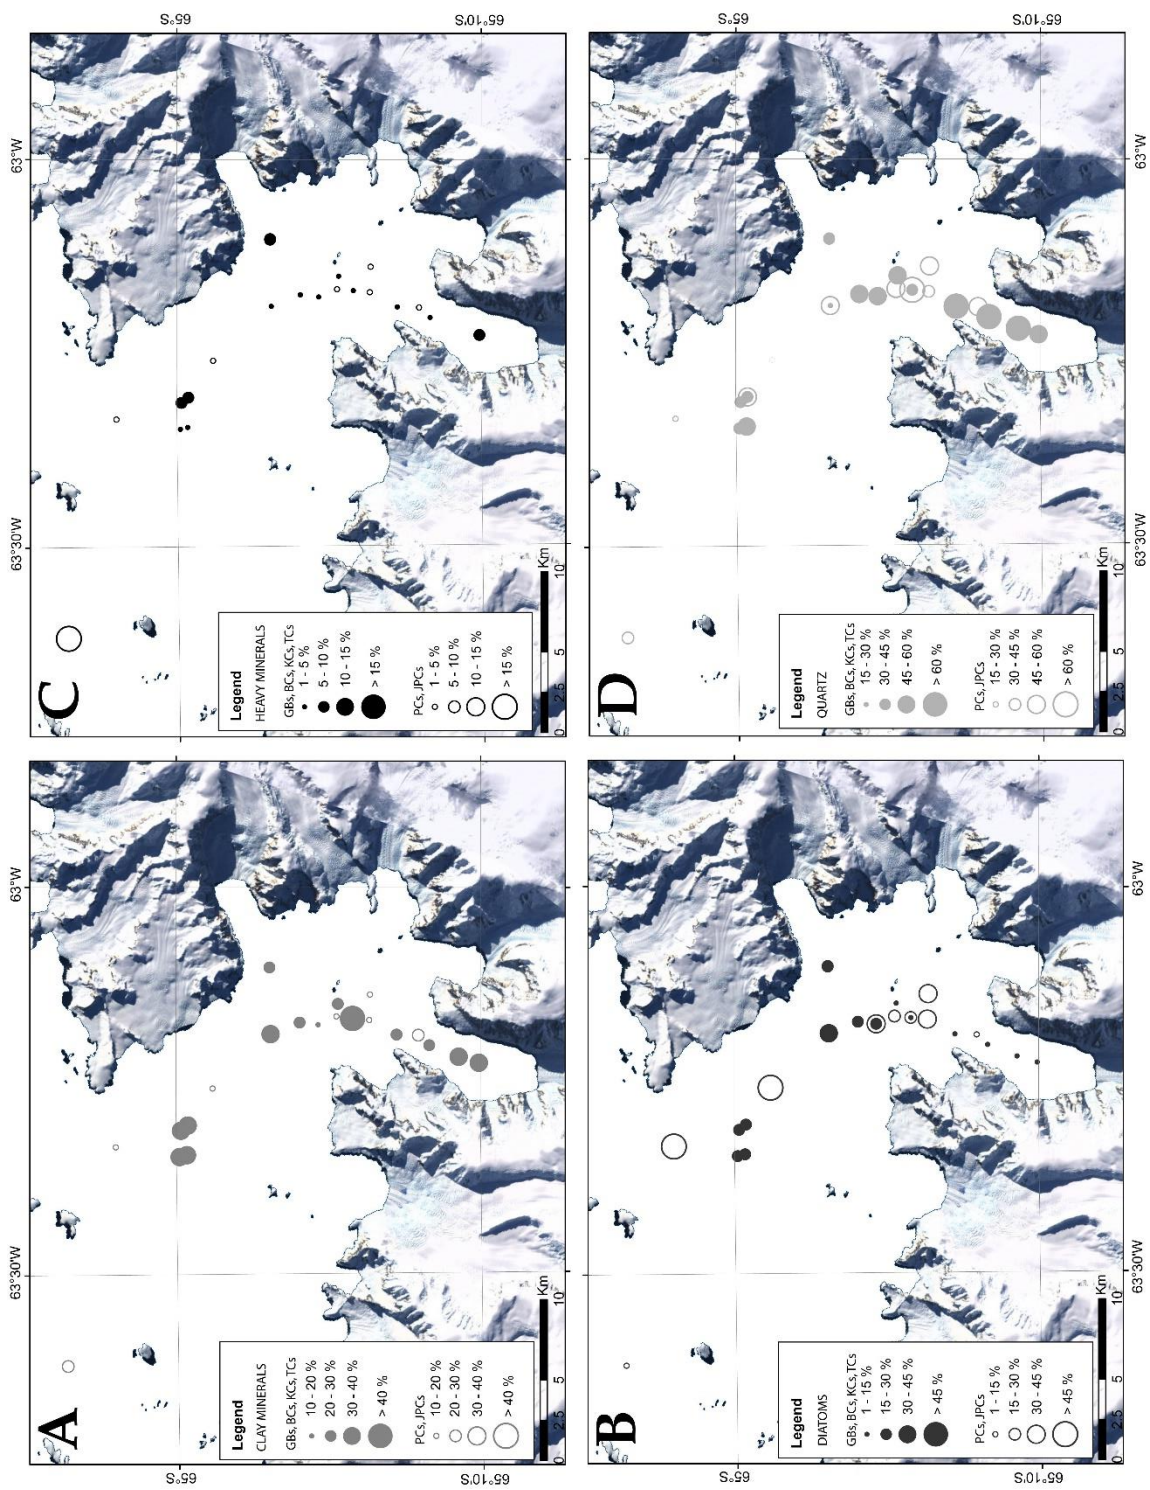 63°30'W
63°W
63°30'W
63°W
A
65°S
65°10'S
Legend
CLAY MINERALS
GBs, BCs, KCs, TCs
10 - 20 %
20 - 30 %
30 - 40 %
> 40 %
PCs, JPCs
10 - 20 %
20 - 30 %
30 - 40 %
> 40 %
0 2.5 5 10
Km
C
65°S
65°10'S
Legend
HEAVY MINERALS
GBs, BCs, KCs, TCs
1 - 5 %
5 - 10 %
10 - 15 %
> 15 %
PCs, JPCs
1 - 5 %
5 - 10 %
10 - 15 %
> 15 %
0 2.5 5 10
Km
B
65°S
65°10'S
Legend
DIATOMS
GBs, BCs, KCs, TCs
1 - 15 %
15 - 30 %
30 - 45 %
> 45 %
PCs, JPCs
1 - 15 %
15 - 30 %
30 - 45 %
> 45 %
0 2.5 5 10
Km
D
65°S
65°10'S
Legend
QUARTZ
GBs, BCs, KCs, TCs
15 - 30 %
30 - 45 %
45 - 60 %
> 60 %
PCs, JPCs
15 - 30 %
30 - 45 %
45 - 60 %
> 60 %
0 2.5 5 10
Km
63°30'W
63°W
63°30'W
63°W